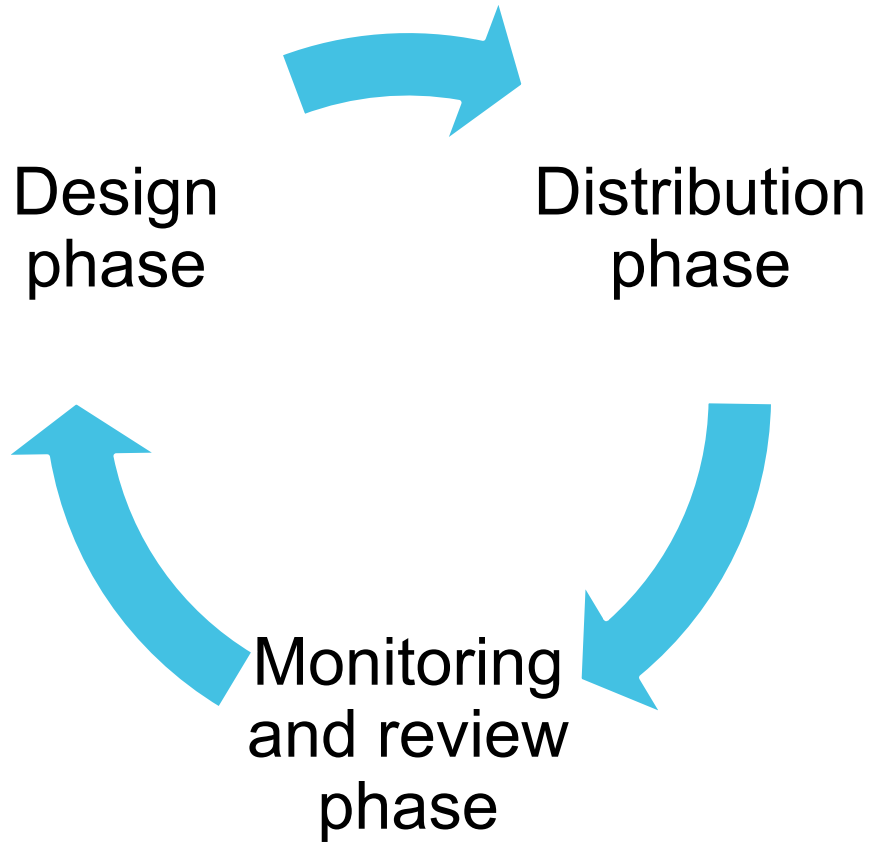 Design
phase
Distribution
phase
Monitoring
and review
phase